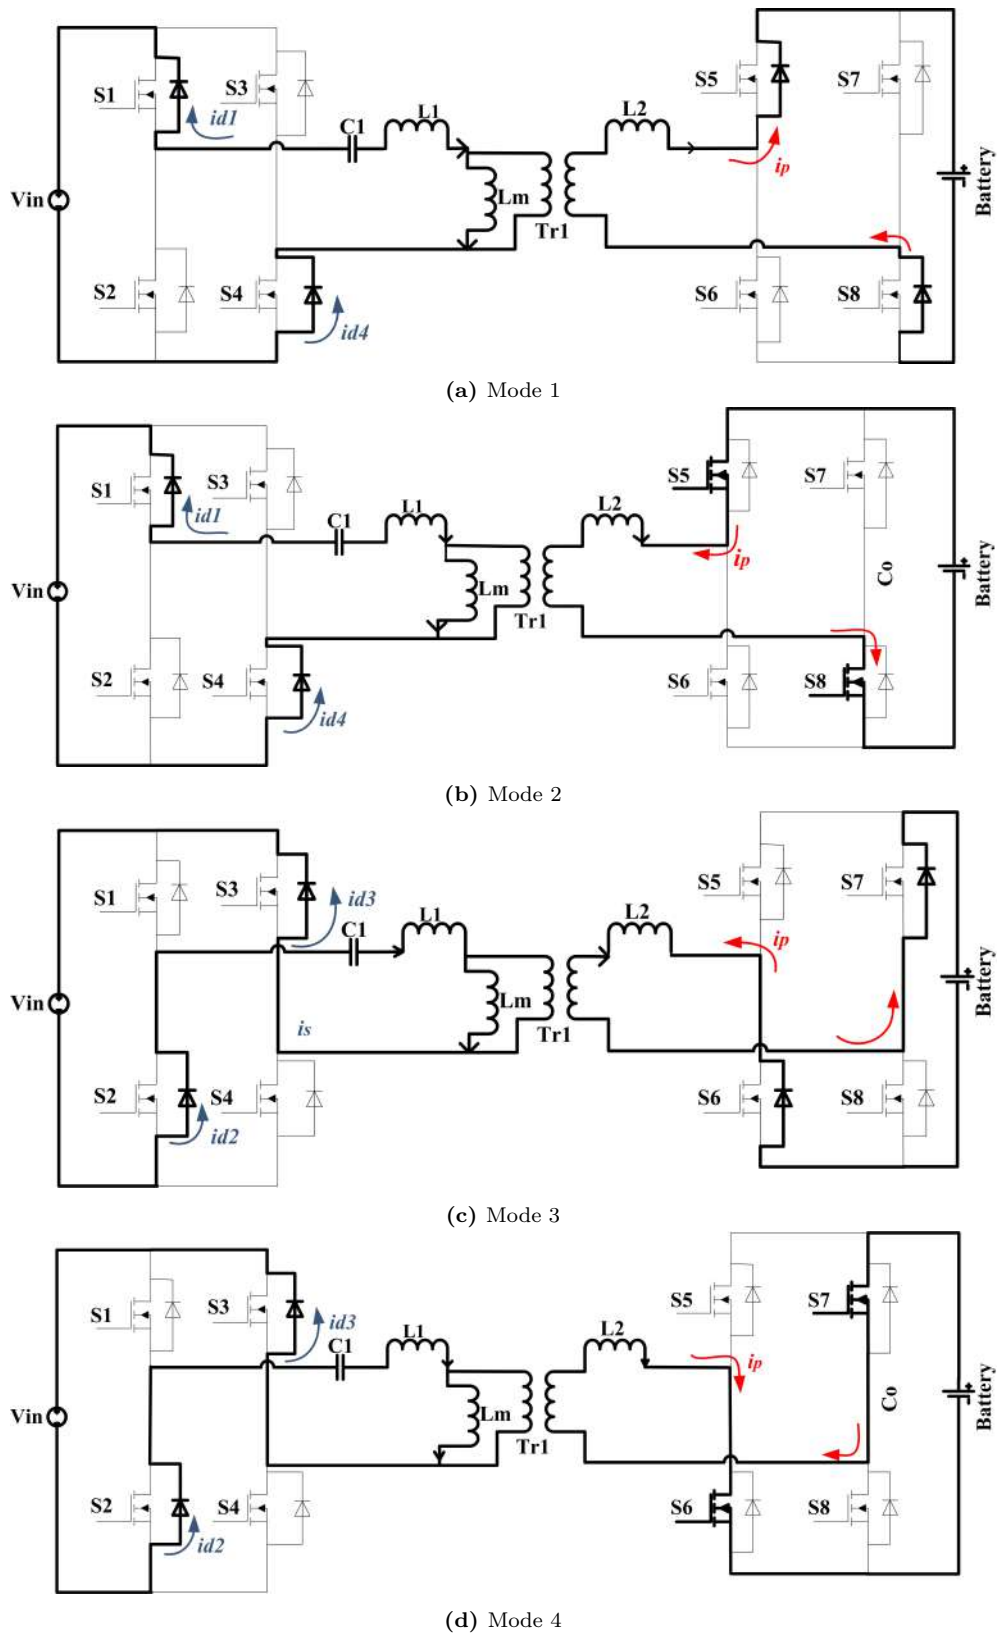 S1
S3
id1
C1
L1
L2
S5
S7
ip
Vin
Lm
Tr1
Battery
S2
S4
id4
S6
S8
(a) Mode 1
S1
S3
id1
C1
L1
L2
S5
S7
ip
Vin
Lm
Tr1
Co
Battery
S2
S4
id4
S6
S8
(b) Mode 2
S1
S3
id3
C1
L1
L2
S5
S7
ip
Vin
is
Lm
Tr1
Battery
S2
S4
id2
S6
S8
(c) Mode 3
S1
S3
id3
C1
L1
L2
S5
S7
ip
Vin
Lm
Tr1
Co
Battery
S2
S4
id2
S6
S8
(d) Mode 4